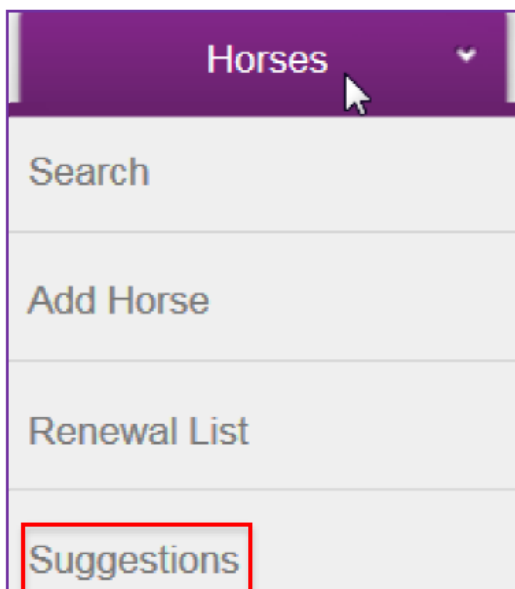 Horses
Search
Add Horse
Renewal List
Suggestions